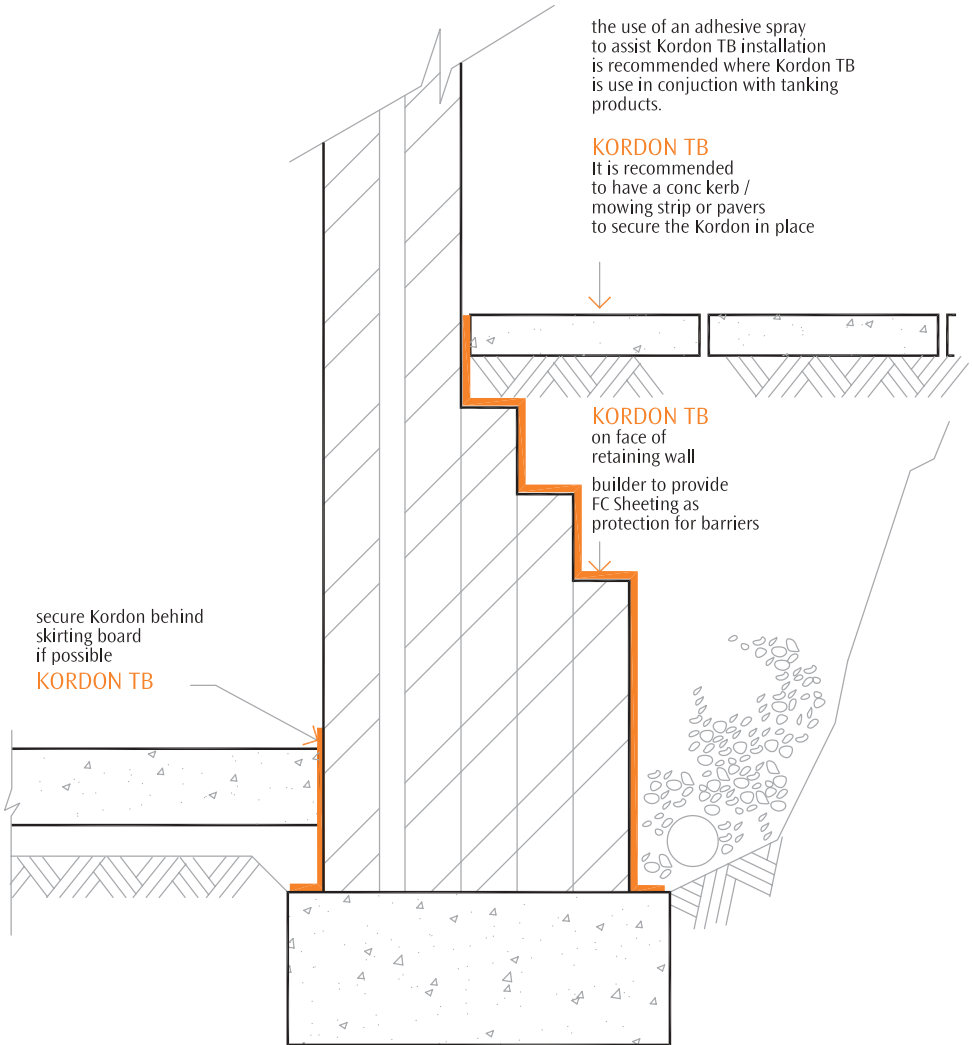 the use of an adhesive spray
to assist Kordon TB installation
is recommended where Kordon TB
is use in conjuction with tanking
products.
KORDON TB
It is recommended
to have a conc kerb /
mowing strip or pavers
to secure the Kordon in place
KORDON TB
on face of
retaining wall
builder to provide
FC Sheeting as
protection for barriers
secure Kordon behind
skirting board
if possible
KORDON TB